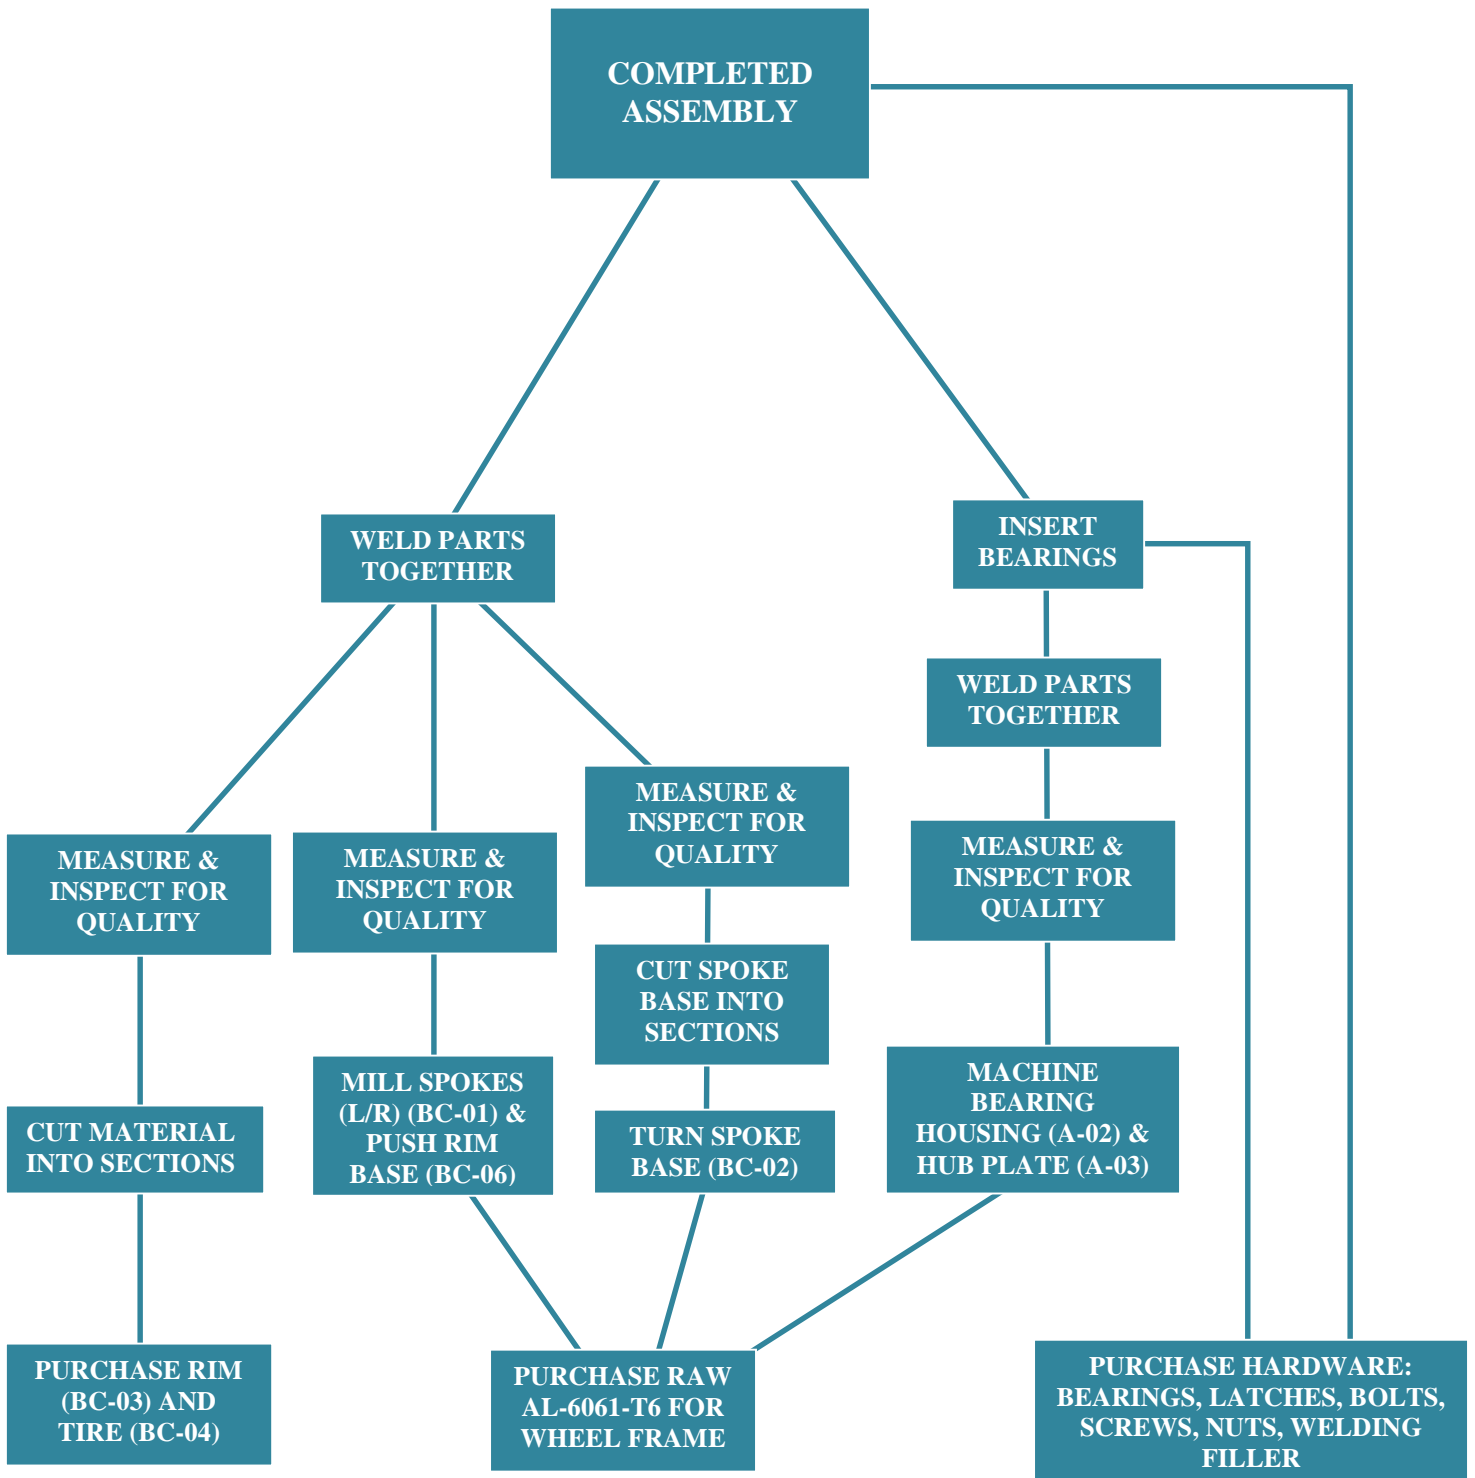 COMPLETED
ASSEMBLY
WELD PARTS
TOGETHER
INSERT
BEARINGS
WELD PARTS
TOGETHER
MEASURE &
INSPECT FOR
QUALITY
MEASURE &
INSPECT FOR
QUALITY
MEASURE &
INSPECT FOR
QUALITY
MEASURE &
INSPECT FOR
QUALITY
CUT SPOKE
BASE INTO
SECTIONS
CUT MATERIAL
INTO SECTIONS
MILL SPOKES
(L/R) (BC-01) &
PUSH RIM
BASE (BC-06)
TURN SPOKE
BASE (BC-02)
MACHINE
BEARING
HOUSING (A-02) &
HUB PLATE (A-03)
PURCHASE RIM
(BC-03) AND
TIRE (BC-04)
PURCHASE RAW
AL-6061-T6 FOR
WHEEL FRAME
PURCHASE HARDWARE:
BEARINGS, LATCHES, BOLTS,
SCREWS, NUTS, WELDING
FILLER